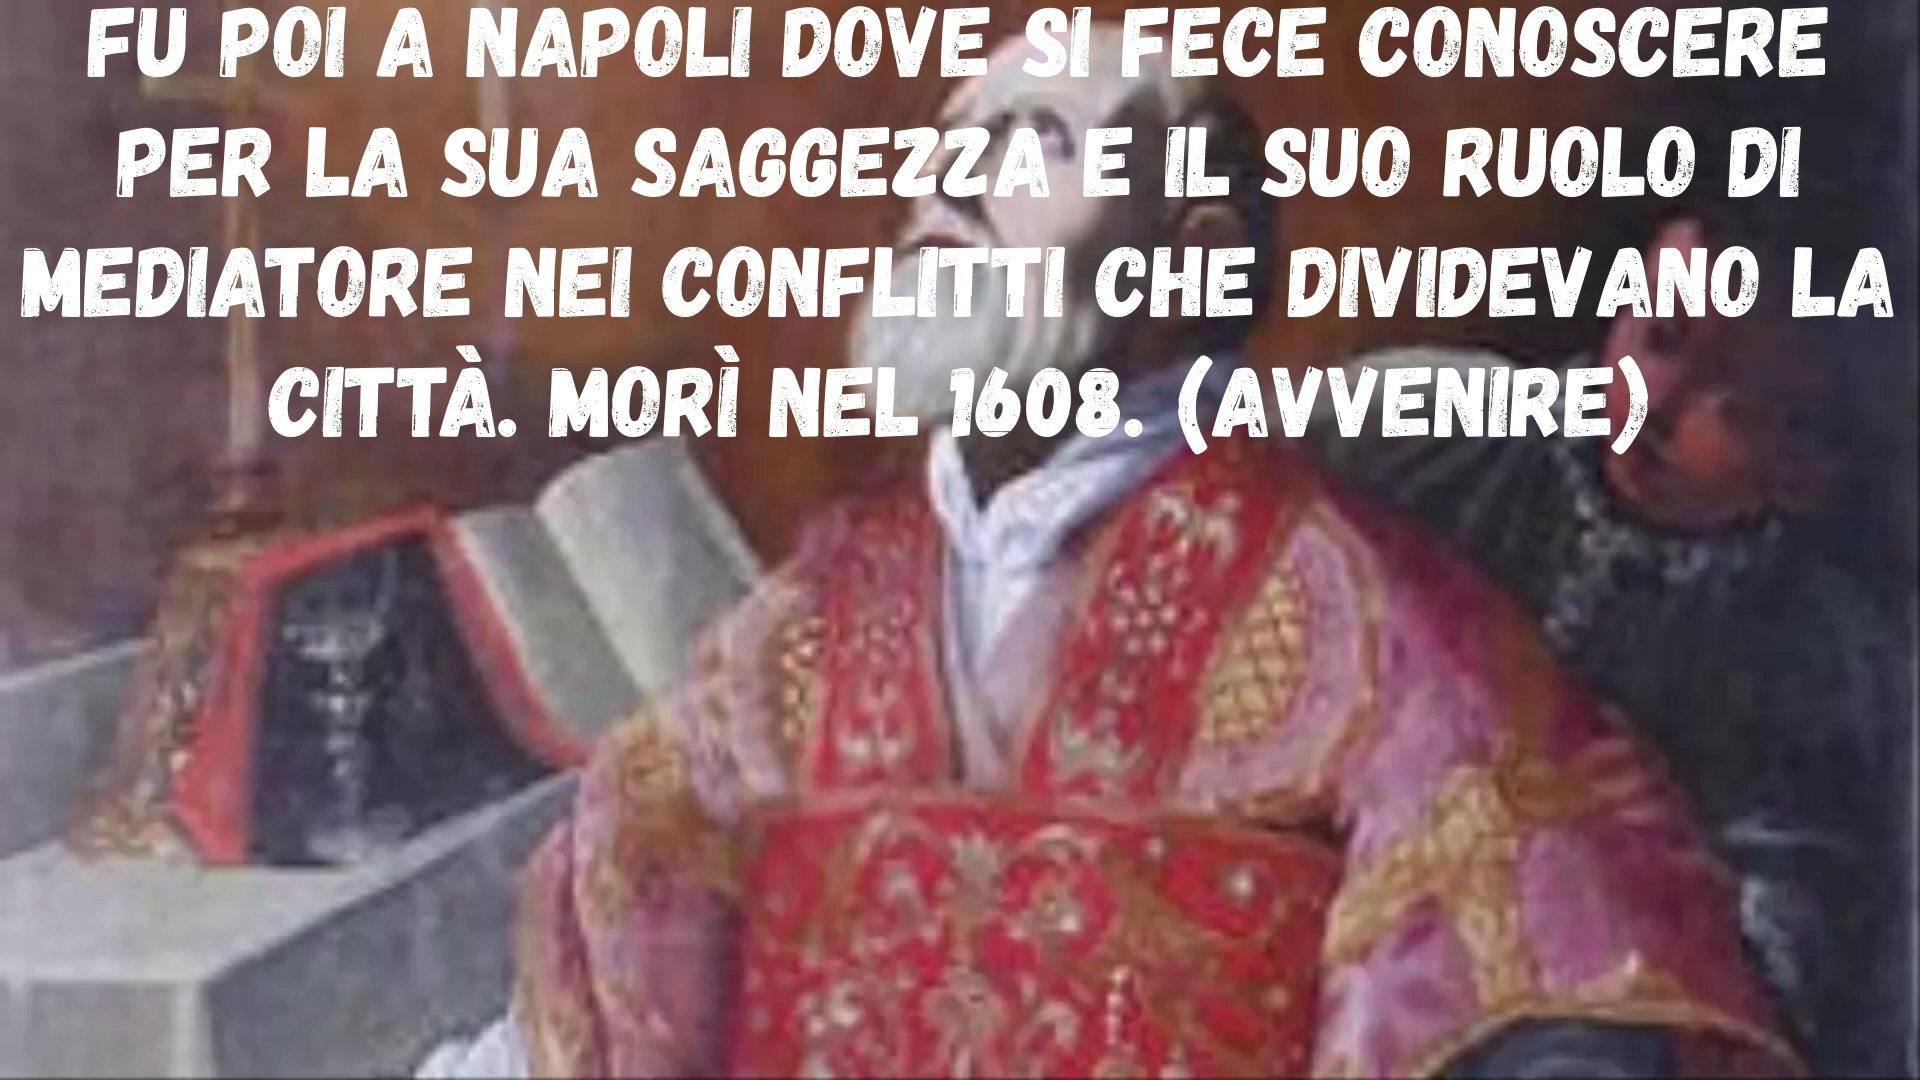 FU POI A NAPOLI DOVE SI FECE CONOSCERE
PER LA SUA SAGGEZZA E IL SUO RUOLO DI
MEDIATORE NEI CONFLITTI CHE DIVIDEVANO LA
CITTÀ. MORÌ NEL 1608. (AVVENIRE)